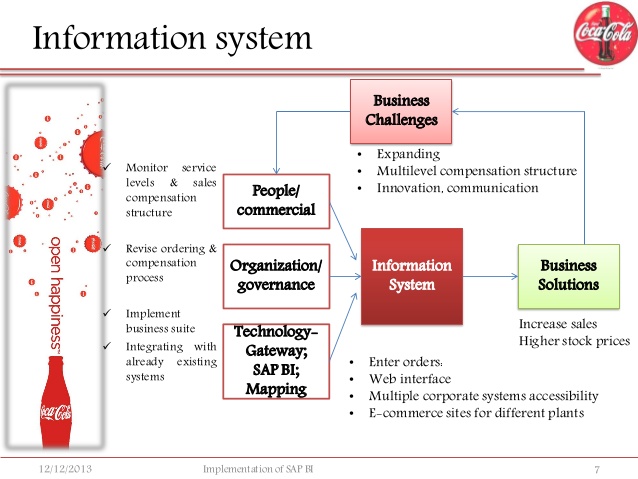 Information system
Coca-Cola
Business
Challenges
• Expanding
• Multilevel compensation structure
• Innovation, communication
✓ Monitor service
levels & sales
compensation
structure
People/
commercial
✓ Revise ordering &
compensation
process
Organization/
governance
Information
System
Business
Solutions
✓ Implement
business suite
✓ Integrating with
already existing
systems
Technology-
Gateway;
SAP BI;
Mapping
Increase sales
Higher stock prices
• Enter orders:
• Web interface
• Multiple corporate systems accessibility
• E-commerce sites for different plants
open happiness™
Coca-Cola
12/12/2013
Implementation of SAP BI
7